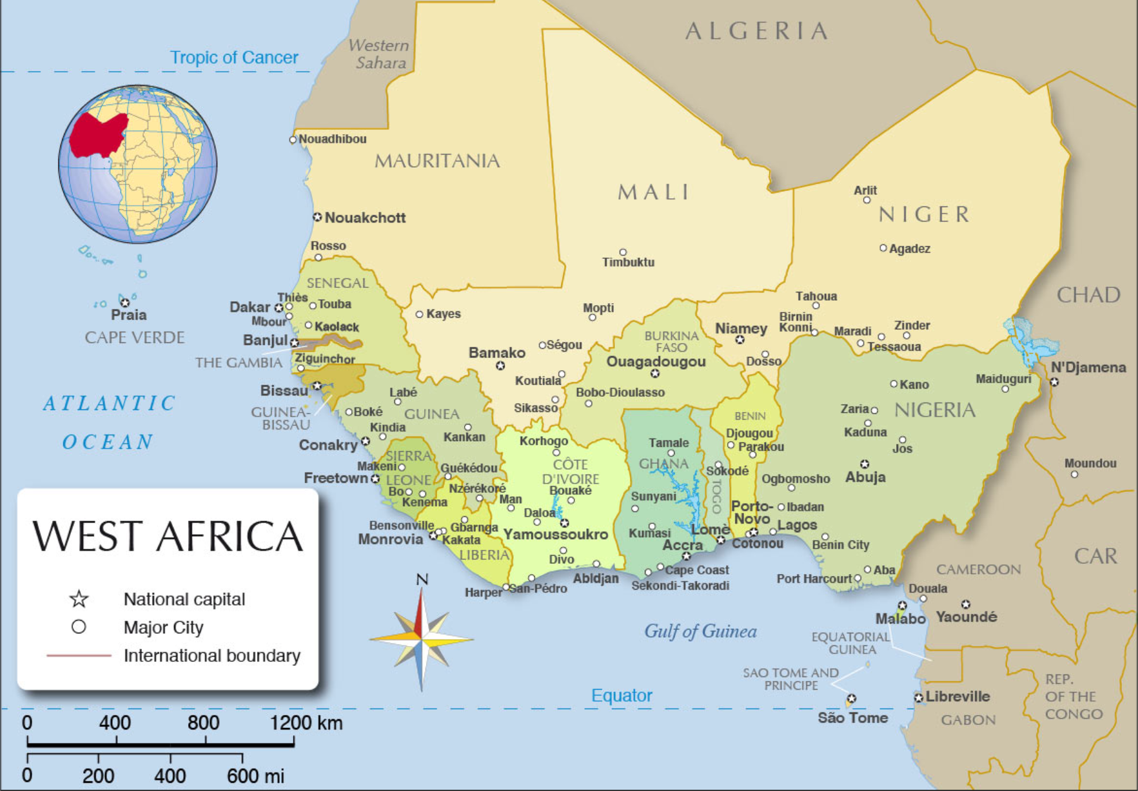 ALGERIA
Western
Sahara
Tropic of Cancer
Nouadhibou
MAURITANIA
MALI
NIGER
Arlit
Agadez
Nouakchott
Rosso
Timbuktu
SENEGAL
Thiès
Touba
Dakar
Mbour
Kaolack
Banjul
THE GAMBIA
Ziguinchor
Praia
CAPE VERDE
Kayes
Mopti
Tahoua
Birnin
Konni
Maradi
Zinder
Tessaoua
CHAD
Niamey
Dosso
BURKINA
FASO
Ouagadougou
Bamako
Ségou
Koutiala
Sikasso
Bobo-Dioulasso
N'Djamena
Maiduguri
Kano
NIGERIA
Zaria
Kaduna
Jos
Abuja
ATLANTIC
OCEAN
Bissau
GUINEA-
BISSAU
Labé
Boké
GUINEA
Kindia
Kankan
Conakry
SIERRA
LEONE
Makeni
Freetown
Bo
Kenema
Guékédou
Nzérékoré
Korhogo
CÔTE
D'IVOIRE
Bouaké
Man
Daloa
Yamoussoukro
Divo
Abidjan
San-Pédro
Harper
Bensonville
Monrovia
Gbarnga
Kakata
LIBERIA
Tamale
GHANA
Sunyani
Kumasi
Accra
Cape Coast
Sekondi-Takoradi
BENIN
Djougou
Parakou
Sokodé
TOGO
Lomé
Porto-
Novo
Cotonou
Ogbomosho
Ibadan
Lagos
Benin City
Port Harcourt
Aba
Moundou
CAR
CAMEROON
Douala
Malabo
Yaoundé
EQUATORIAL
GUINEA
Gulf of Guinea
SAO TOME AND
PRINCIPE
São Tome
Equator
Libreville
GABON
REP.
OF THE
CONGO
WEST AFRICA
National capital
Major City
International boundary
N
0 400 800 1200 km
0 200 400 600 mi